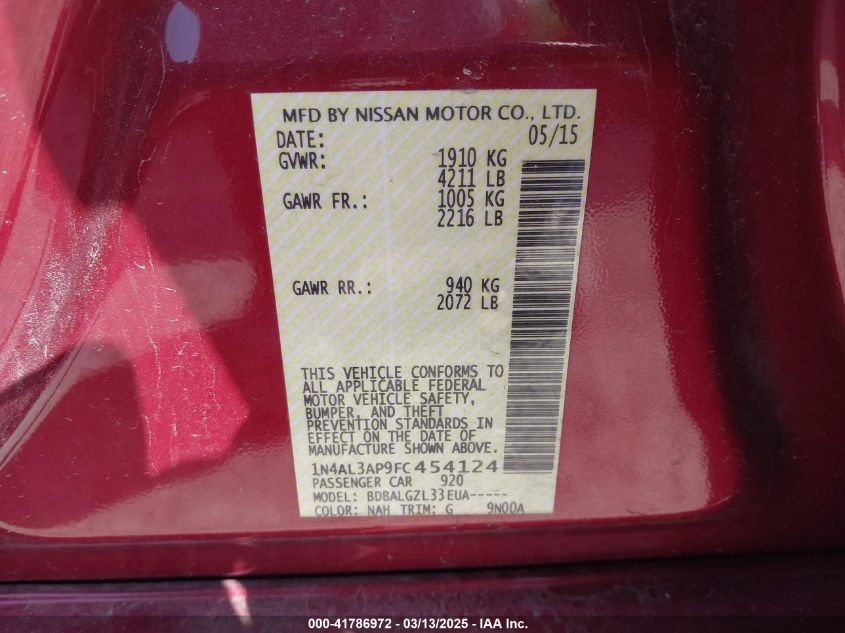 MFD BY NISSAN MOTOR CO., LTD.
DATE: 05/15
GVWR: 1910 KG
4211 LB
GAWR FR.: 1005 KG
2216 LB
GAWR RR.: 940 KG
2072 LB
THIS VEHICLE CONFORMS TO
ALL APPLICABLE FEDERAL
MOTOR VEHICLE SAFETY,
BUMPER, AND THEFT
PREVENTION STANDARDS IN
EFFECT ON THE DATE OF
MANUFACTURE SHOWN ABOVE.
1N4AL3AP9FC454124
PASSENGER CAR 920
MODEL: BDBALGZL33EUA-----
COLOR: NAH TRIM: G 9N00A
000-41786972 - 03/13/2025 - IAA Inc.